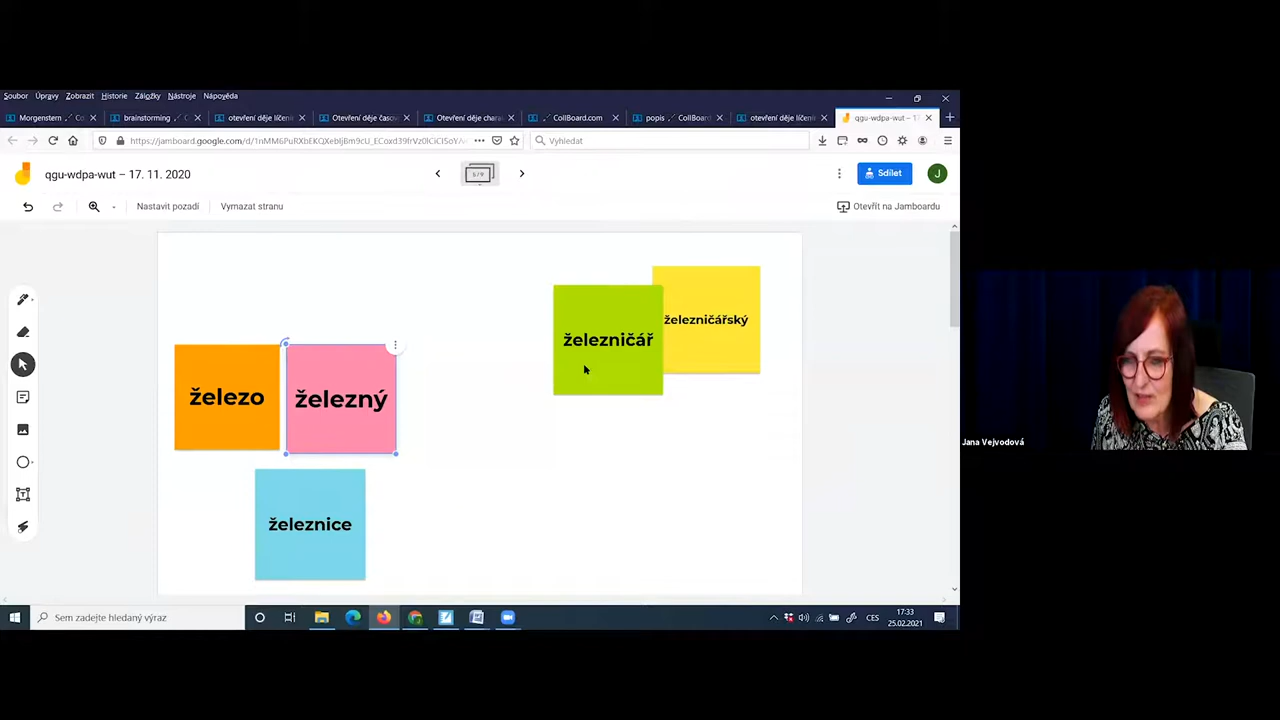 Soubor Úpravy Zobrazit Historie Záložky Nástroje Nápověda
Morgenstern brainstorming otevření děje líčení Otevření děje časov Otevření děje chara CollBoard.com popis CollBoard otevření děje líčení qgu-wdpa-wut – 17
Vyhledat
qgu-wdpa-wut – 17. 11. 2020
Sdílet
J
Nastavit pozadí Vymazat stranu
Otevřít na Jamboardu
železničářský
železničář
železo
železný
železnice
Jana Vejvodová
Sem zadejte hledaný výraz
CES
17:33
25.02.2021